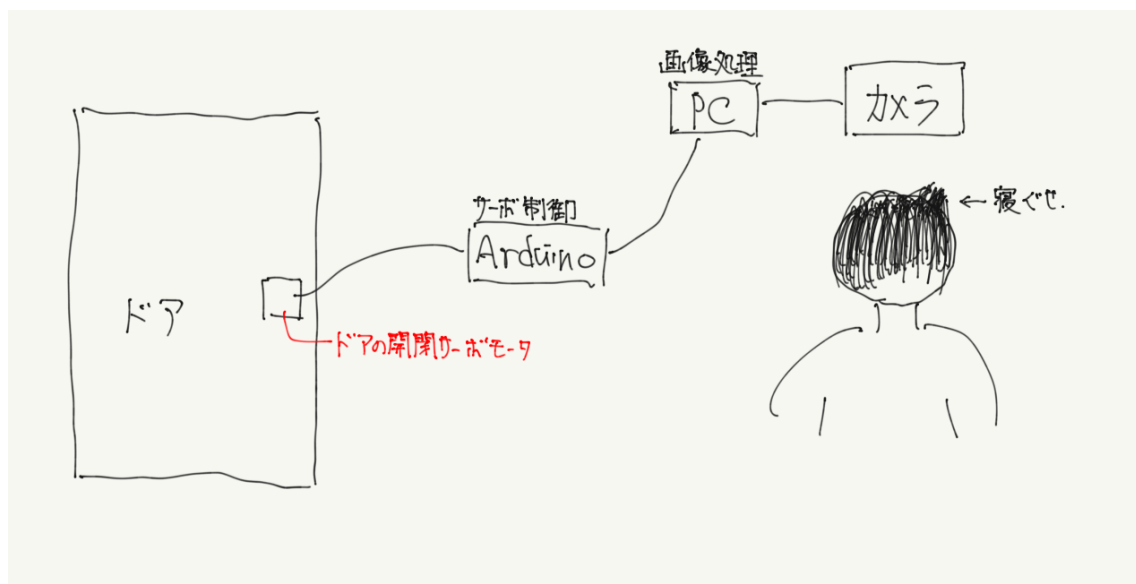 画像処理
PC
カメラ
サーボ制御
Arduino
←寝ぐせ.
ドア
ドアの開閉サーボモータ